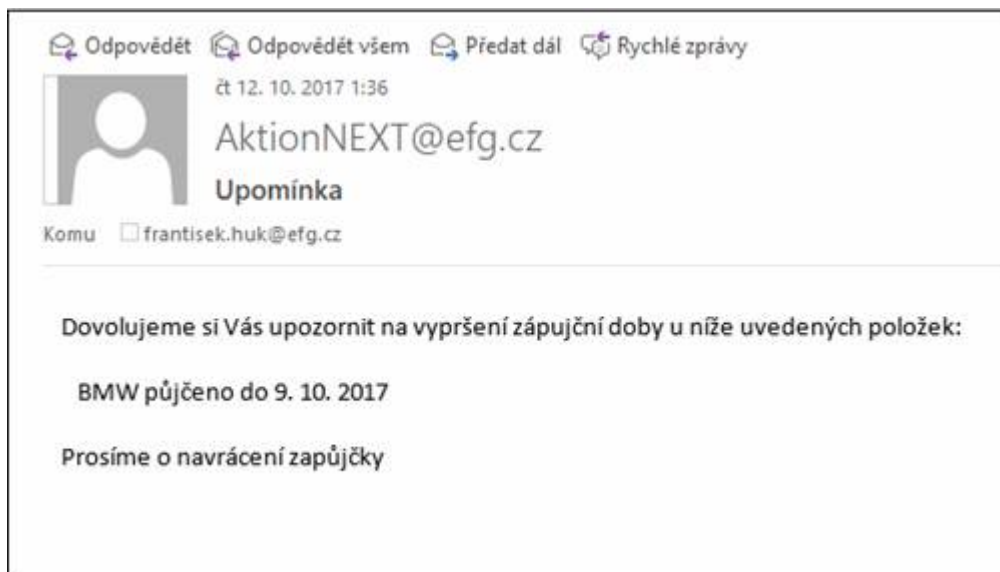 Odpovědět Odpovědět všem Předat dál Rychlé zprávy
čt 12. 10. 2017 1:36
AktionNEXT@efg.cz
Upomínka
Komu frantisek.huk@efg.cz
Dovolujeme si Vás upozornit na vypršení zápujční doby u níže uvedených položek:
BMW půjčeno do 9. 10. 2017
Prosíme o navrácení zapůjčky